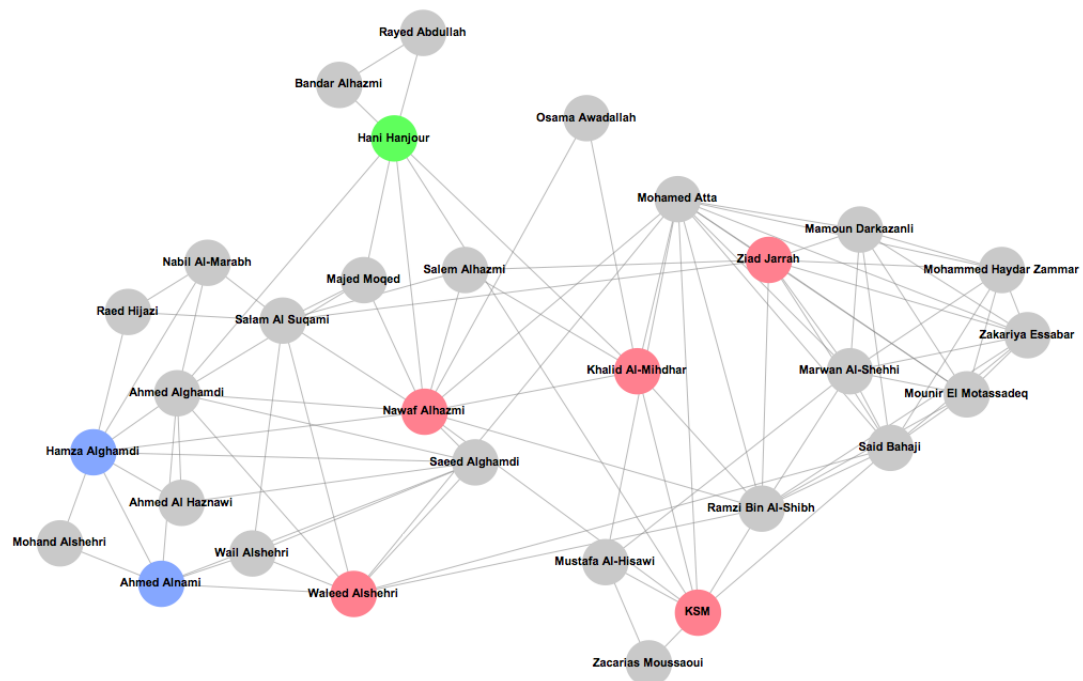 Rayed Abdullah
Bandar Alhazmi
Osama Awadallah
Hani Hanjour
Mohamed Atta
Mamoun Darkazanli
Nabil Al-Marabh
Majed Moqed
Salem Alhazmi
Ziad Jarrah
Mohammed Haydar Zammar
Raed Hijazi
Salam Al Suqami
Zakariya Essabar
Khalid Al-Mihdhar
Marwan Al-Shehhi
Ahmed Alghamdi
Mounir El Motassadeq
Nawaf Alhazmi
Said Bahaji
Hamza Alghamdi
Saeed Alghamdi
Ahmed Al Haznawi
Ramzi Bin Al-Shibh
Mohand Alshehri
Wail Alshehri
Mustafa Al-Hisawi
Ahmed Alnami
Waleed Alshehri
KSM
Zacarias Moussaoui